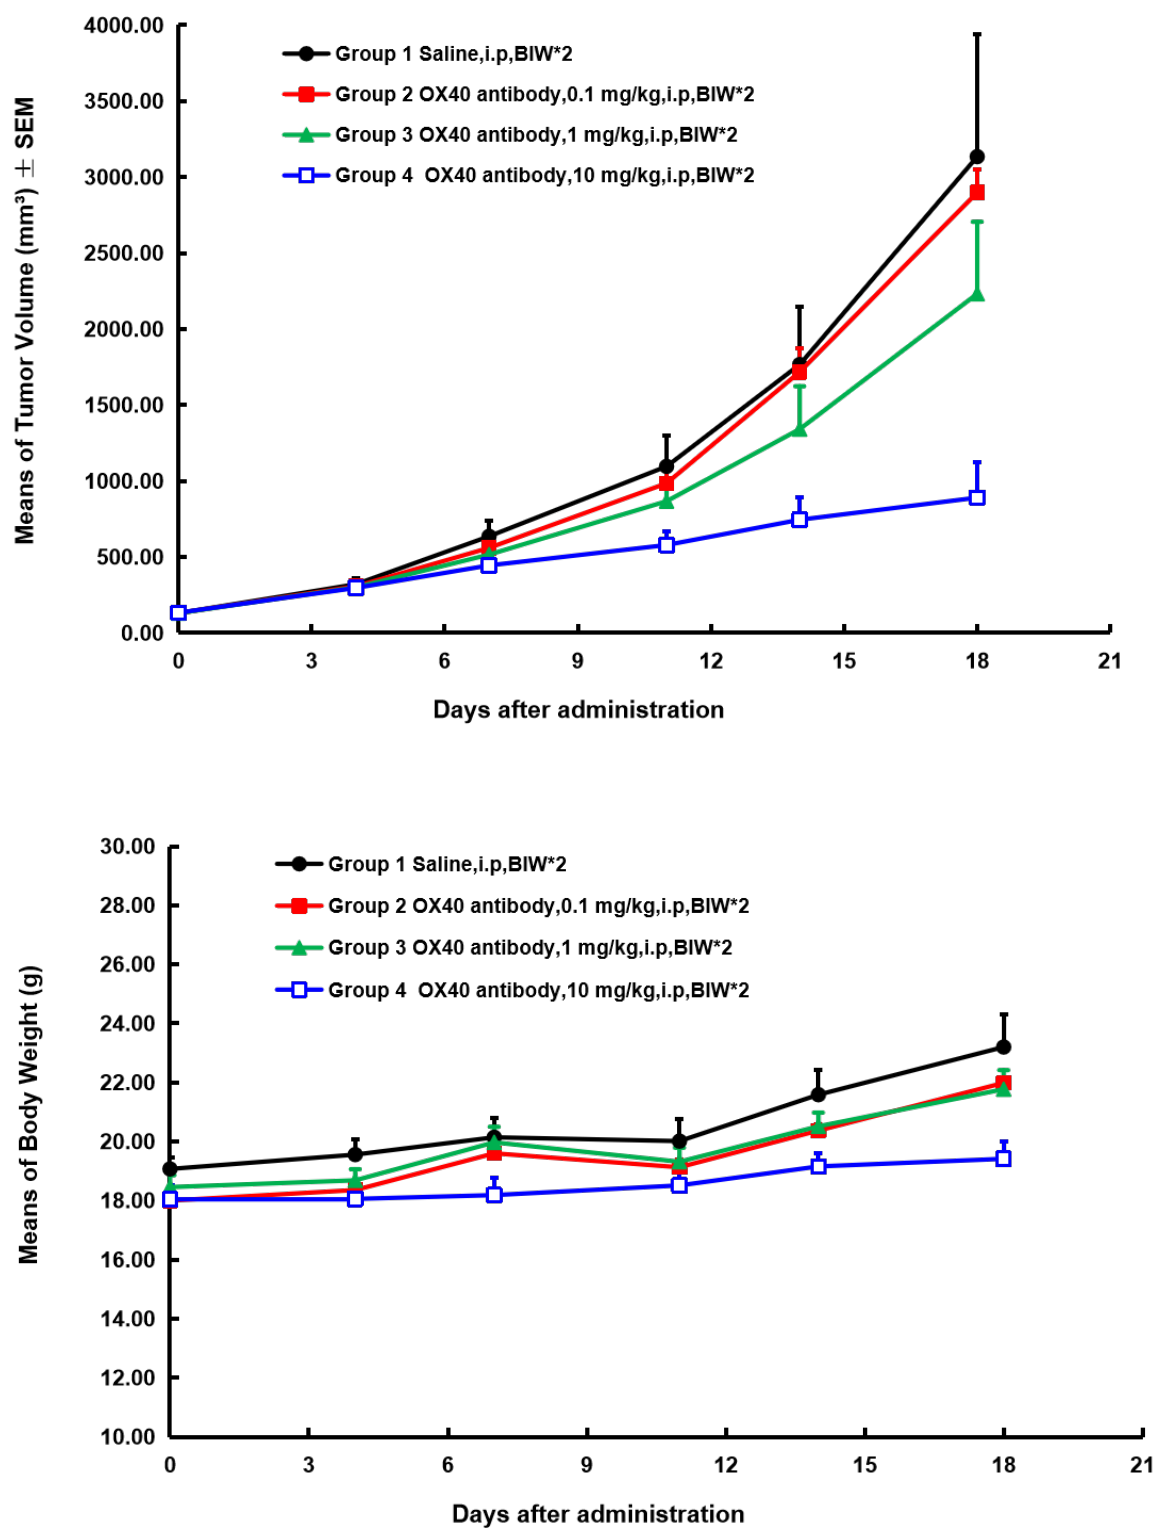 4000.00
3500.00
3000.00
2500.00
2000.00
1500.00
1000.00
500.00
0.00
Means of Tumor Volume (mm³) ± SEM
Group 1 Saline,i.p,BIW*2
Group 2 OX40 antibody,0.1 mg/kg,i.p,BIW*2
Group 3 OX40 antibody,1 mg/kg,i.p,BIW*2
Group 4  OX40 antibody,10 mg/kg,i.p,BIW*2
0 3 6 9 12 15 18 21
Days after administration
30.00
28.00
26.00
24.00
22.00
20.00
18.00
16.00
14.00
12.00
10.00
Means of Body Weight (g)
Group 1 Saline,i.p,BIW*2
Group 2 OX40 antibody,0.1 mg/kg,i.p,BIW*2
Group 3 OX40 antibody,1 mg/kg,i.p,BIW*2
Group 4  OX40 antibody,10 mg/kg,i.p,BIW*2
0 3 6 9 12 15 18 21
Days after administration